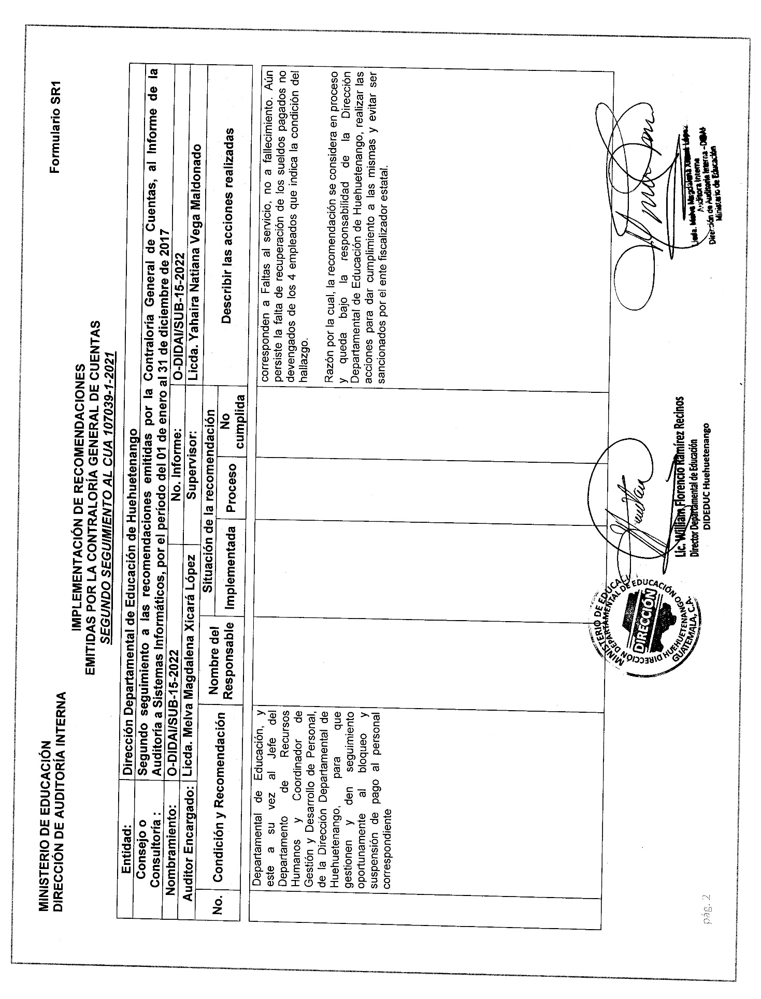 MINISTERIO DE EDUCACIÓN
DIRECCIÓN DE AUDITORÍA INTERNA
Formulario SR1
IMPLEMENTACIÓN DE RECOMENDACIONES
EMITIDAS POR LA CONTRALORÍA GENERAL DE CUENTAS
SEGUNDO SEGUIMIENTO AL CUA 107039-1-2021
Entidad: Dirección Departamental de Educación de Huehuetenango
Consejo o Consultoría : Segundo seguimiento a las recomendaciones emitidas por la Contraloría General de Cuentas, al Informe de la
Auditoría a Sistemas Informáticos, por el período del 01 de enero al 31 de diciembre de 2017
Nombramiento: O-DIDAI/SUB-15-2022 No. Informe: O-DIDAI/SUB-15-2022
Auditor Encargado: Licda. Melva Magdalena Xicará López Supervisor: Licda. Yahaira Natiana Vega Maldonado
No. Condición y Recomendación Nombre del Responsable Situación de la recomendación Describir las acciones realizadas
Implementada Proceso No cumplida
Departamental de Educación, y
este a su vez al Jefe del
Departamento de Recursos
Humanos y Coordinador de
Gestión y Desarrollo de Personal,
de la Dirección Departamental de
Huehuetenango, para que
gestionen y den seguimiento
oportunamente al bloqueo y
suspensión de pago al personal
correspondiente
corresponden a Faltas al servicio, no a fallecimiento. Aún
persiste la falta de recuperación de los sueldos pagados no
devengados de los 4 empleados que indica la condición del
hallazgo.
Razón por la cual, la recomendación se considera en proceso
y queda bajo la responsabilidad de la Dirección
Departamental de Educación de Huehuetenango, realizar las
acciones para dar cumplimiento a las mismas y evitar ser
sancionados por el ente fiscalizador estatal.
MINISTERIO DE EDUCACI
DIRECCIÓN DEPARTAMENTAL DE EDUCACIÓN
DIRECCIÓN
HUEHUETENANGO
GUATEMALA, C.A.
Lic. William Florencio Ramírez Recinos
Director Departamental de Educación
DIDEDUC Huehuetenango
Licda. Melva Magdalena Xicará López
Auditora Interna
Dirección de Auditoría Interna -DIDAI
Ministerio de Educación
pág. 2